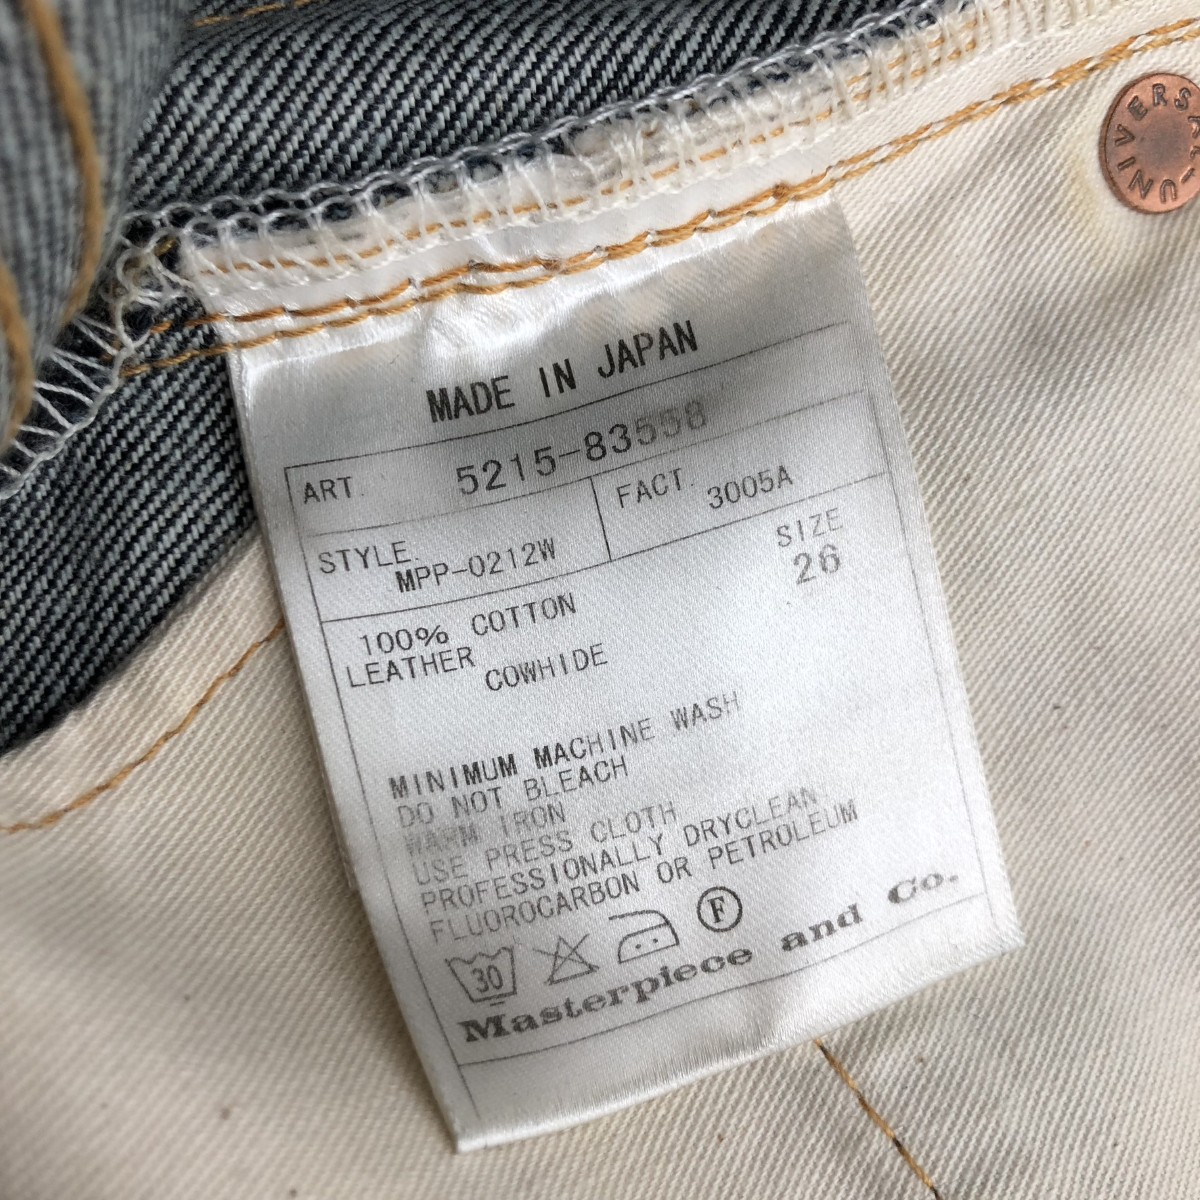 UNIVERSAL
MADE IN JAPAN
ART. 5215-83558
STYLE. MPP-0212W
FACT. 3005A
SIZE
26
100% COTTON
LEATHER COWHIDE
MINIMUM MACHINE WASH
DO NOT BLEACH
WARM IRON
USE PRESS CLOTH
PROFESSIONALLY DRYCLEAN
FLUOROCARBON OR PETROLEUM
30
F
Masterpiece and Co.